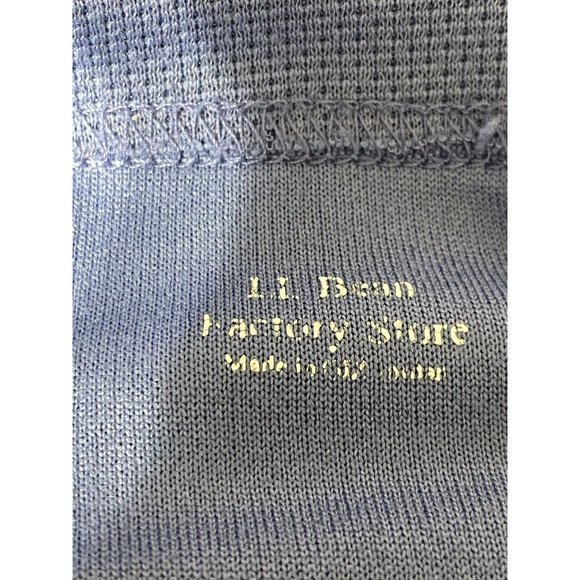 L.L. Bean
Factory Store
Made in